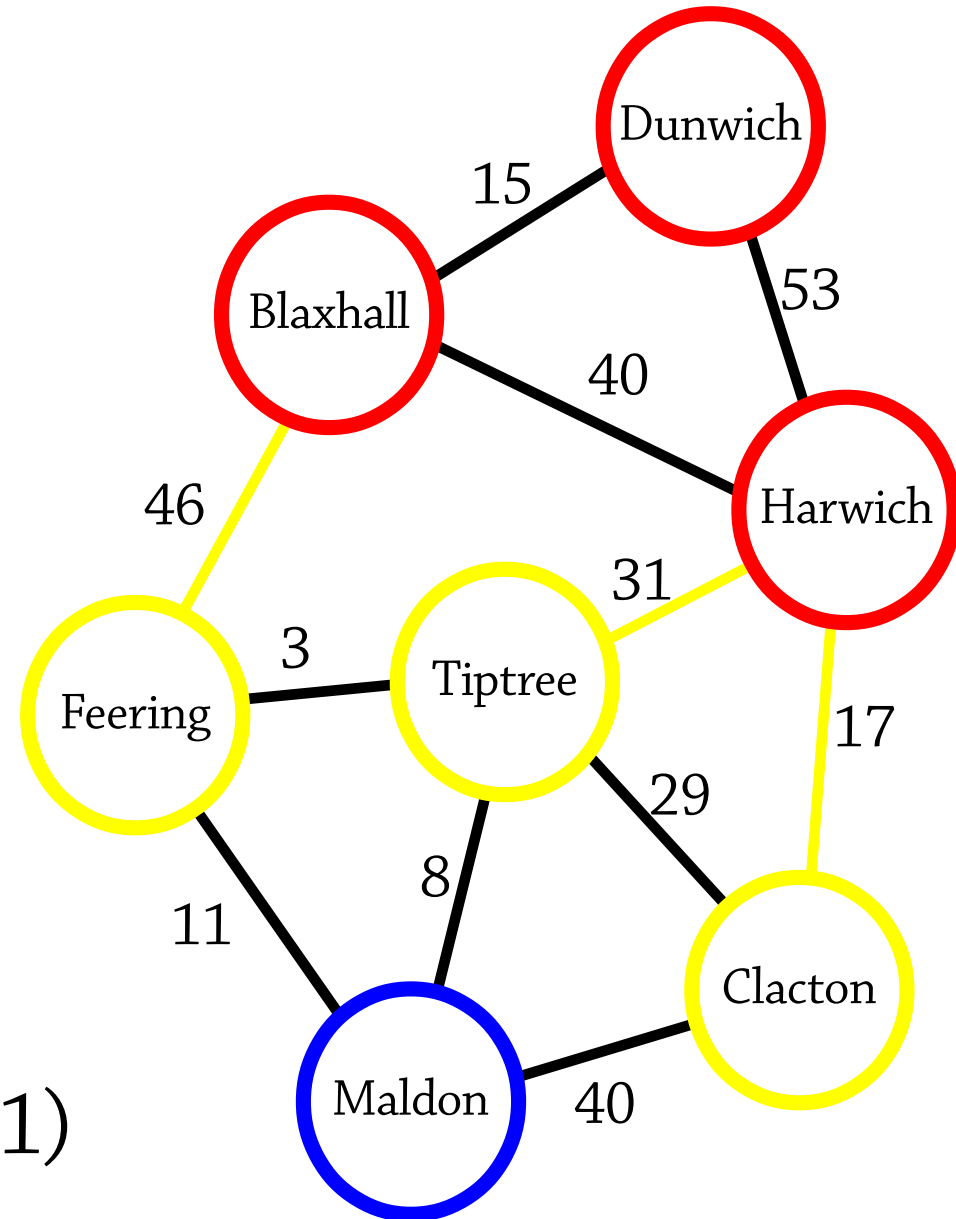 Dunwich
15
53
Blaxhall
40
46
Harwich
31
3
Tiptree
Feering
17
29
8
11
Clacton
Maldon
40
1)